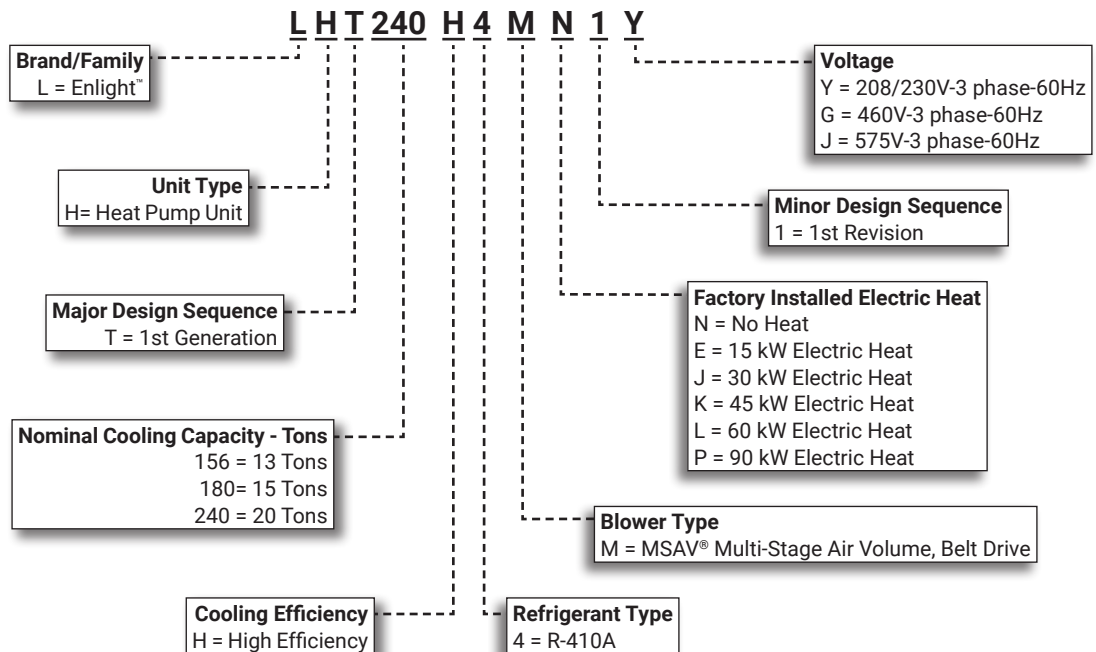 L H T 240 H 4 M N 1 Y
Brand/Family
L = Enlight™
Voltage
Y = 208/230V-3 phase-60Hz
G = 460V-3 phase-60Hz
J = 575V-3 phase-60Hz
Unit Type
H= Heat Pump Unit
Minor Design Sequence
1 = 1st Revision
Major Design Sequence
T = 1st Generation
Factory Installed Electric Heat
N = No Heat
E = 15 kW Electric Heat
J = 30 kW Electric Heat
K = 45 kW Electric Heat
L = 60 kW Electric Heat
P = 90 kW Electric Heat
Nominal Cooling Capacity - Tons
156 = 13 Tons
180= 15 Tons
240 = 20 Tons
Blower Type
M = MSAV® Multi-Stage Air Volume, Belt Drive
Cooling Efficiency
H = High Efficiency
Refrigerant Type
4 = R-410A